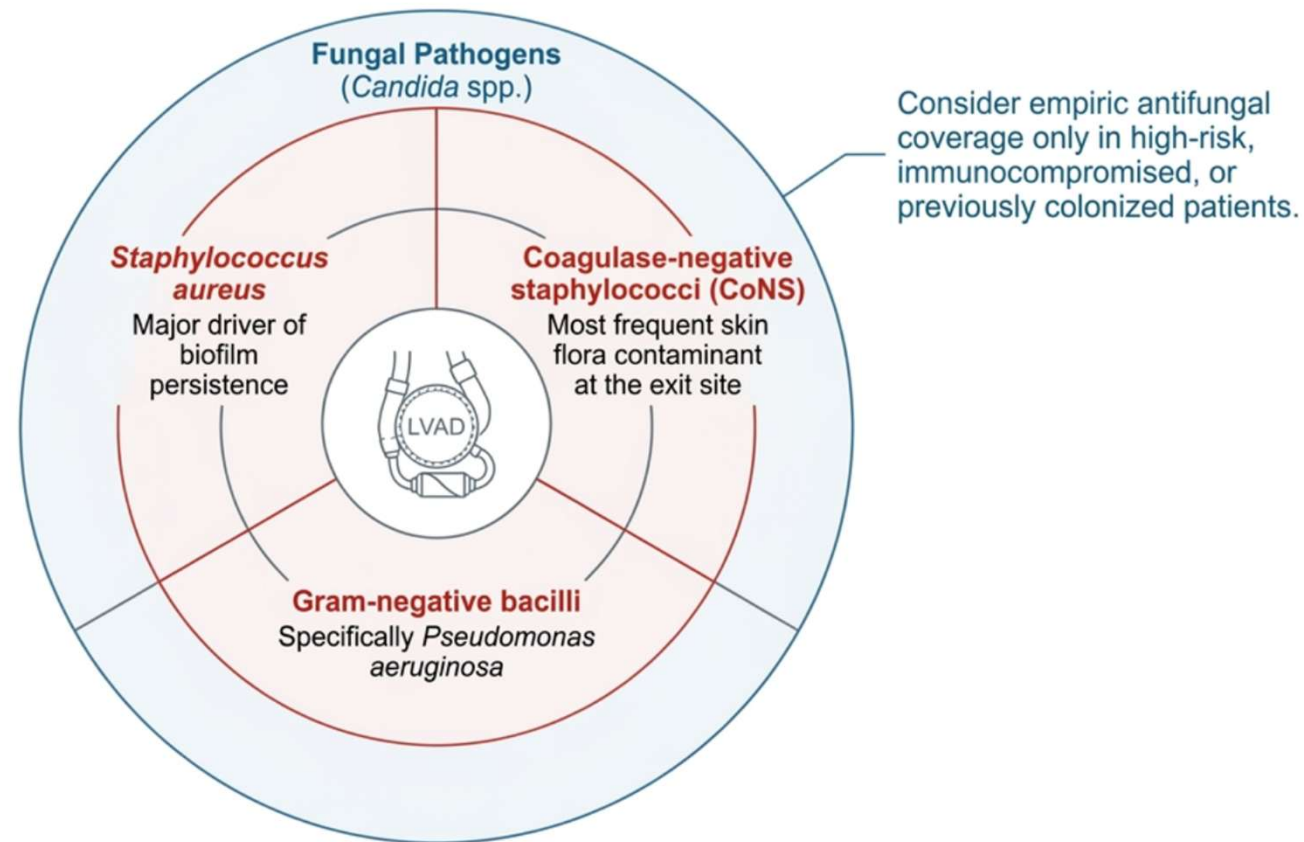 Fungal Pathogens
(Candida spp.)
Consider empiric antifungal
coverage only in high-risk,
immunocompromised, or
previously colonized patients.
Staphylococcus
aureus
Major driver of
biofilm
persistence
Coagulase-negative
staphylococci (CoNS)
Most frequent skin
flora contaminant
at the exit site
LVAD
Gram-negative bacilli
Specifically Pseudomonas
aeruginosa